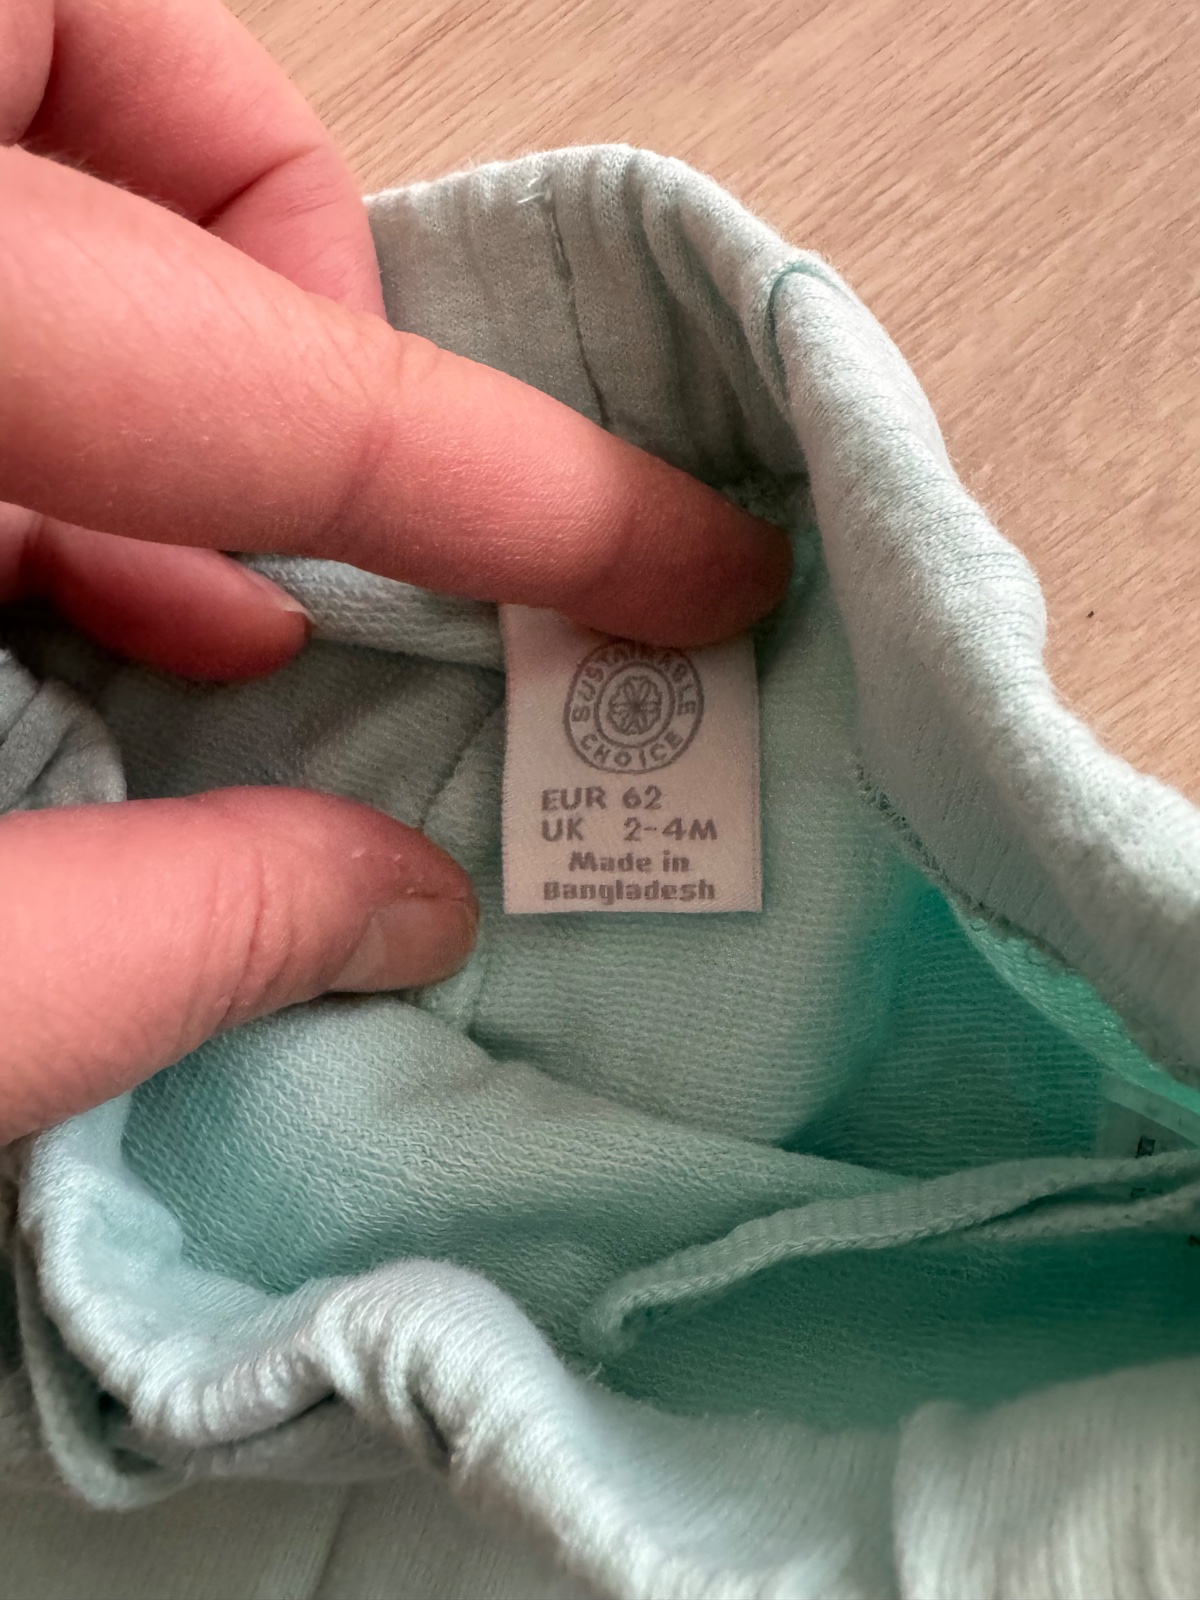 SUSTAINABLE
CHOICE
EUR 62
UK 2-4M
Made in
Bangladesh